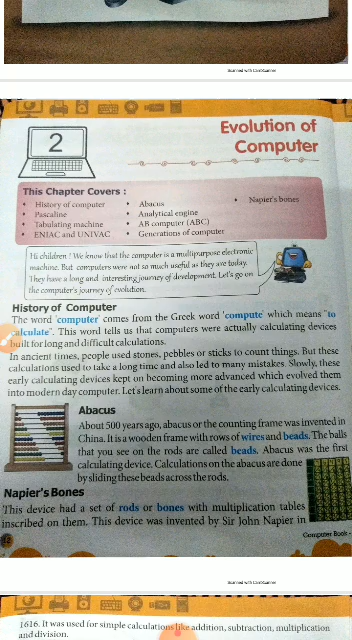 Scanned with CamScanner
2
Evolution of
Computer
This Chapter Covers :
• History of computer
• Abacus
• Napier's bones
• Pascaline
• Analytical engine
• Tabulating machine
• AB computer (ABC)
• ENIAC and UNIVAC
• Generations of computer
Hi children ! We know that the computer is a multipurpose electronic
machine. But computers were not so much useful as they are today.
They have a long and interesting journey of development. Let's go on
the computer's journey of evolution.
History of Computer
The word 'computer' comes from the Greek word 'compute' which means "to
calculate". This word tells us that computers were actually calculating devices
built for long and difficult calculations.
In ancient times, people used stones, pebbles or sticks to count things. But these
calculations used to take a long time and also led to many mistakes. Slowly, these
early calculating devices kept on becoming more advanced which evolved them
into modern day computer. Let's learn about some of the early calculating devices.
Abacus
About 500 years ago, abacus or the counting frame was invented in
China. It is a wooden frame with rows of wires and beads. The balls
that you see on the rods are called beads. Abacus was the first
calculating device. Calculations on the abacus are done
by sliding these beads across the rods.
Napier's Bones
This device had a set of rods or bones with multiplication tables
inscribed on them. This device was invented by Sir John Napier in
Computer Book -
Scanned with CamScanner
1616. It was used for simple calculations like addition, subtraction, multiplication
and division.